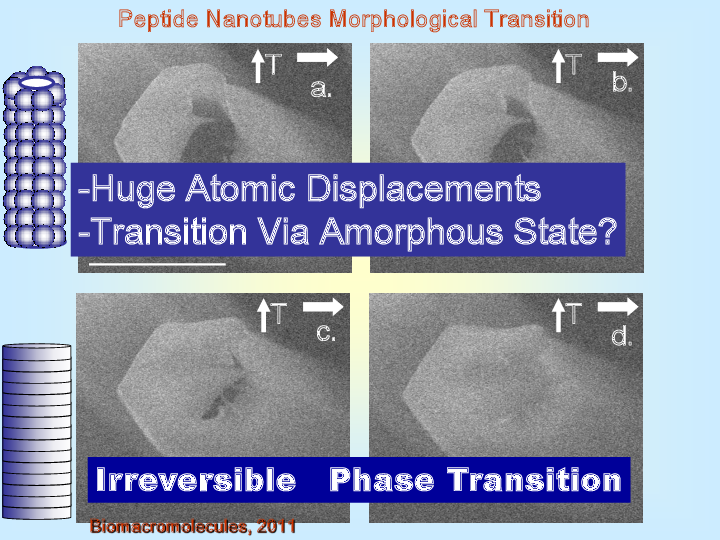 Peptide Nanotubes Morphological Transition
T
a.
T
b.
-Huge Atomic Displacements
-Transition Via Amorphous State?
T
c.
T
d.
Irreversible Phase Transition
Biomacromolecules, 2011